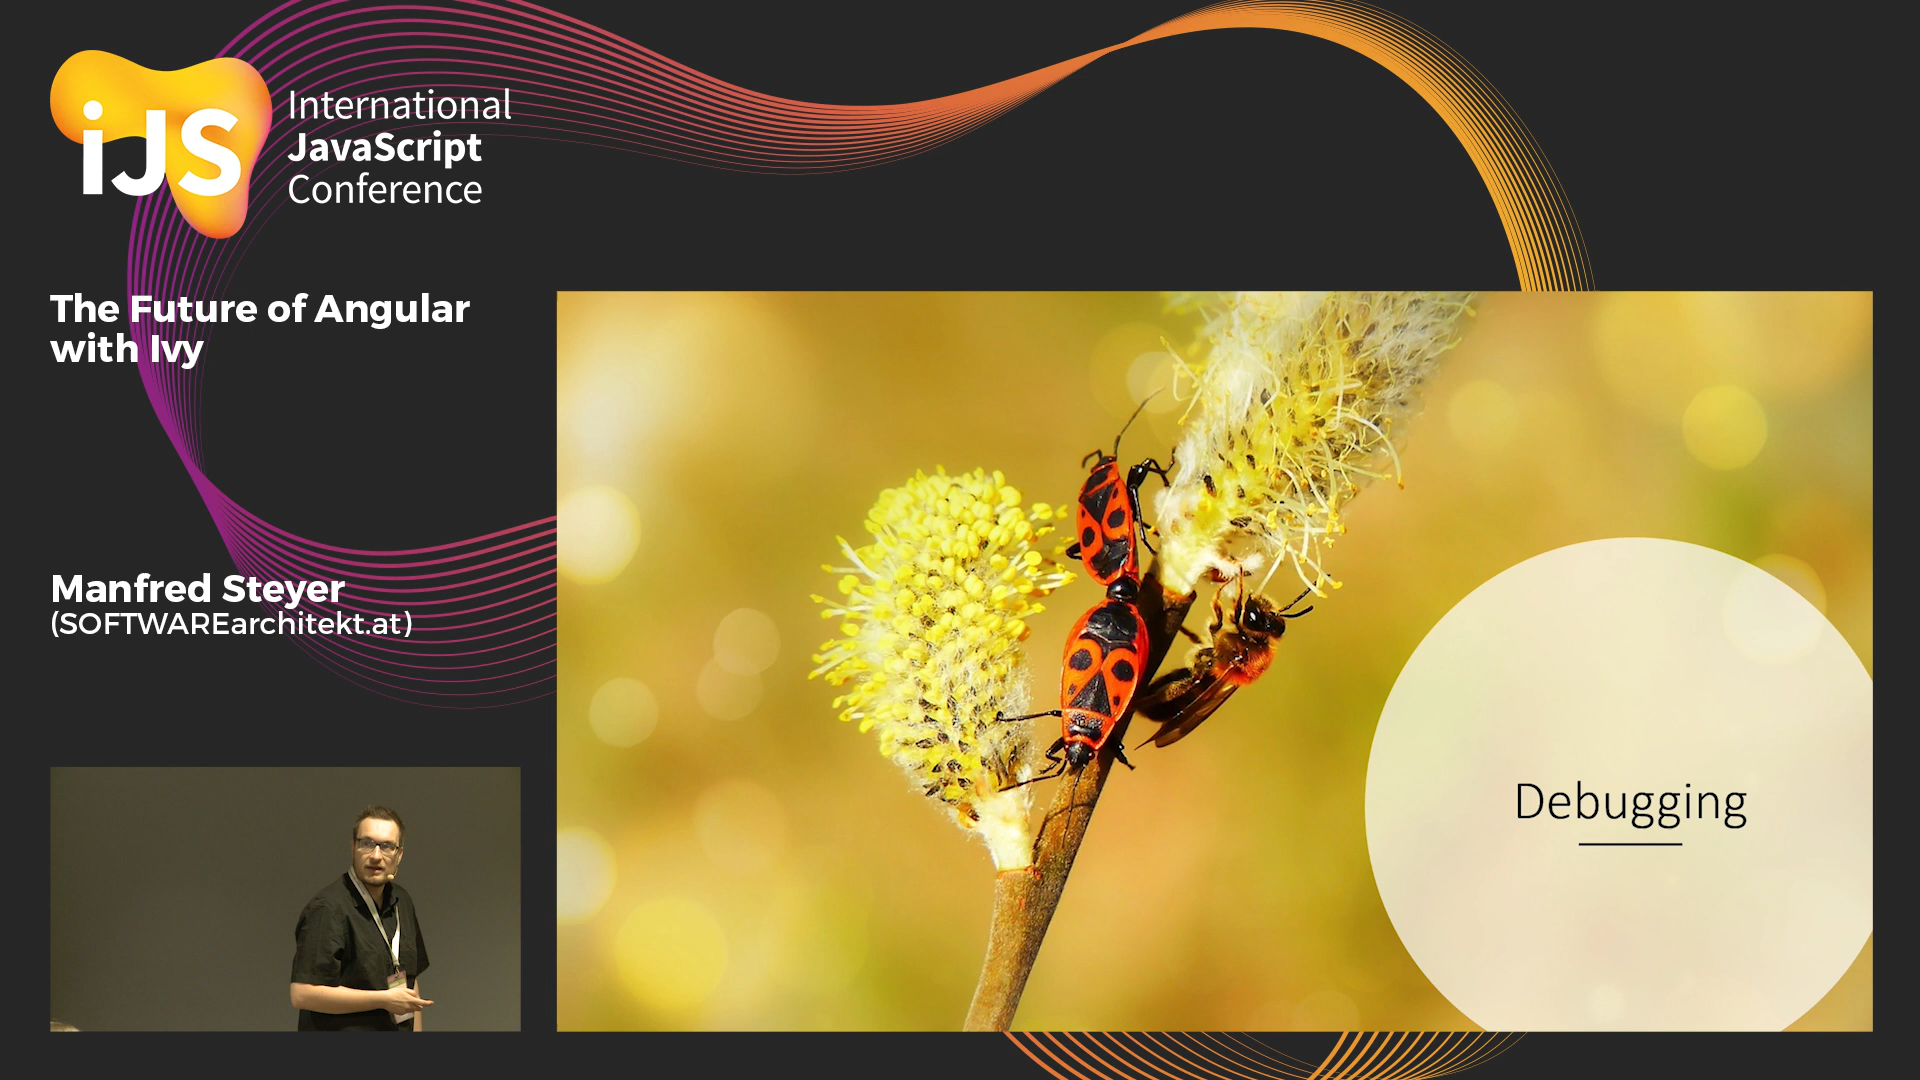 iJS
International
JavaScript
Conference
The Future of Angular
with Ivy
Manfred Steyer
(SOFTWAREarchitekt.at)
Debugging